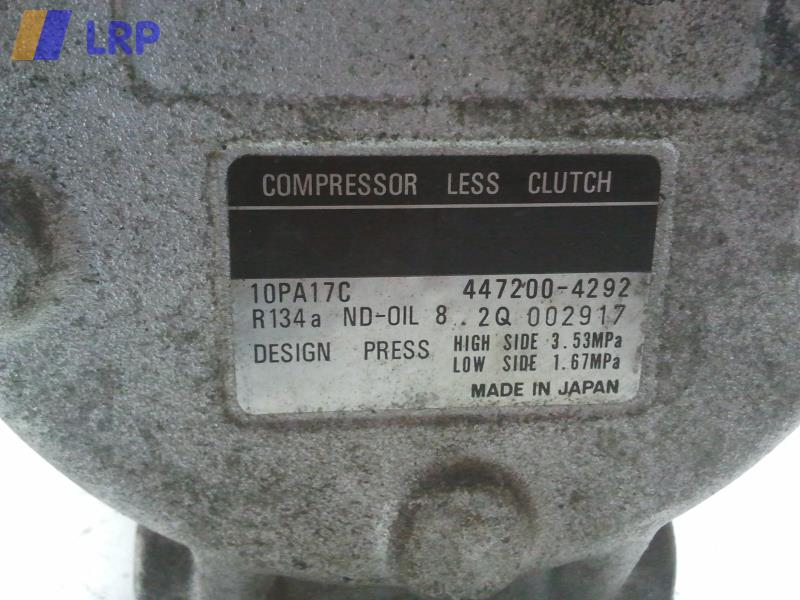 LRP
COMPRESSOR LESS CLUTCH
10PA17C 447200-4292
R134a ND-OIL 8 .. 2Q 002917
DESIGN PRESS HIGH SIDE 3.53MPa
LOW SIDE 1.67MPa
MADE IN JAPAN